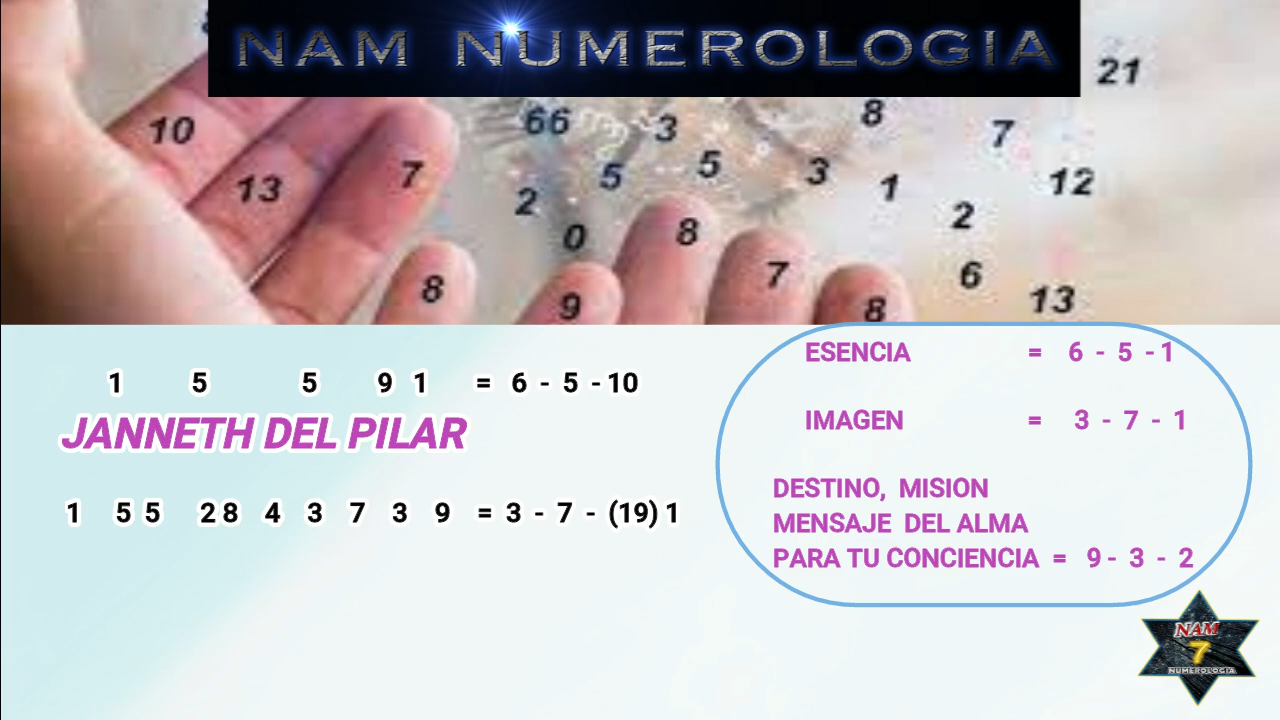 NAM NUMEROLOGIA
21
10 66 3 8 7
13 7 5 5 3 1 12
2 0 8 2
8 9 7 8 6 13
1 5 5 9 1 = 6 - 5 - 10
JANNETH DEL PILAR
1 5 5 2 8 4 3 7 3 9 = 3 - 7 - (19) 1
ESENCIA = 6 - 5 - 1
IMAGEN = 3 - 7 - 1
DESTINO, MISION
MENSAJE DEL ALMA
PARA TU CONCIENCIA = 9 - 3 - 2
NAM
7
NUMEROLOGIA